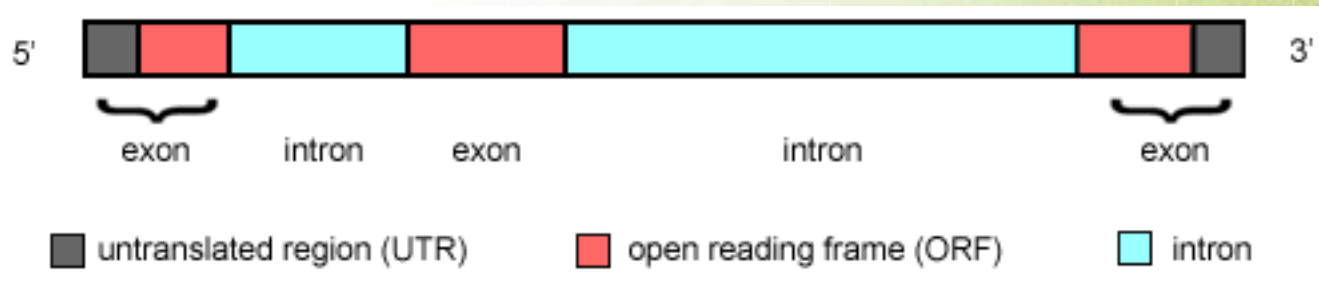 5' 3'
exon intron exon intron exon
untranslated region (UTR) open reading frame (ORF) intron